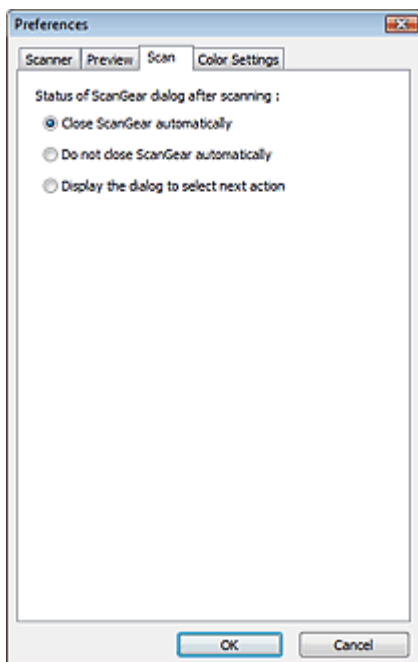 Preferences
Scanner Preview Scan Color Settings
Status of ScanGear dialog after scanning :
Close ScanGear automatically
Do not close ScanGear automatically
Display the dialog to select next action
OK Cancel